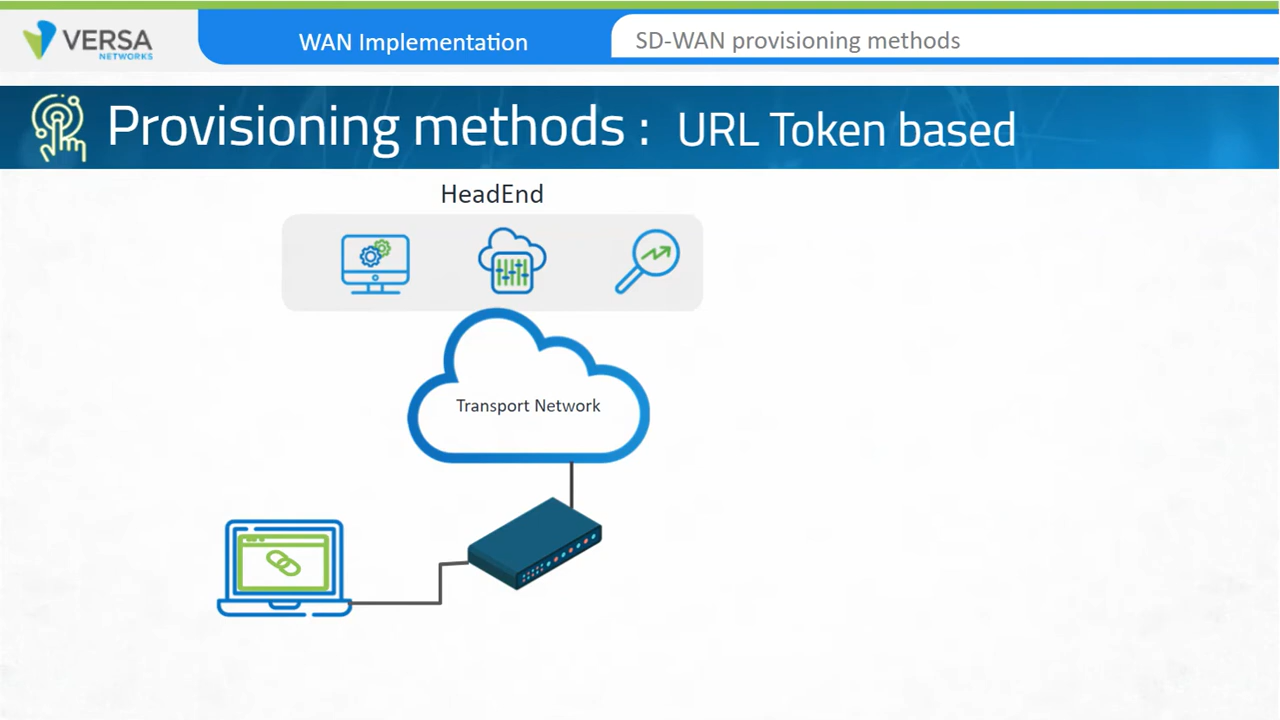 VERSA
NETWORKS
WAN Implementation
SD-WAN provisioning methods
Provisioning methods : URL Token based
HeadEnd
Transport Network